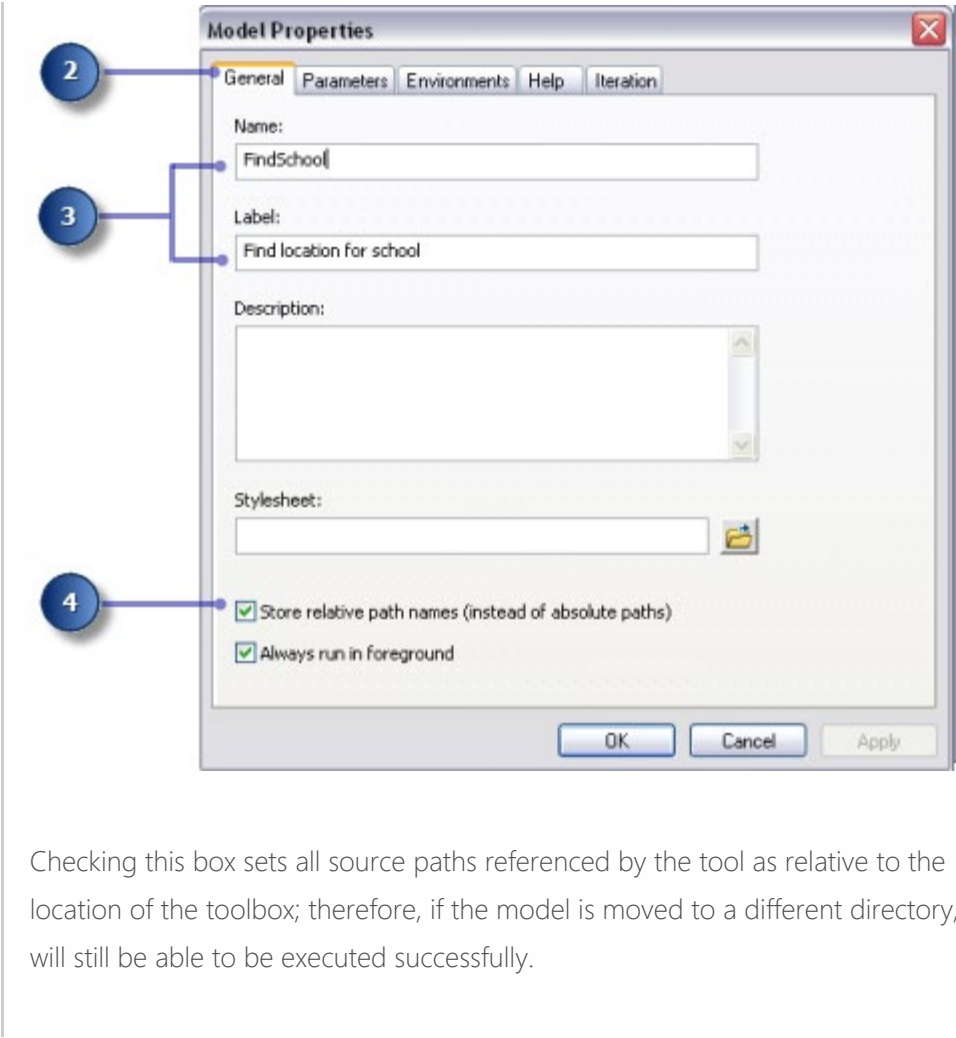 Model Properties
2
General Parameters Environments Help Iteration
Name:
FindSchool
3
Label:
Find location for school
Description:
Stylesheet:
4
Store relative path names (instead of absolute paths)
Always run in foreground
OK Cancel Apply
Checking this box sets all source paths referenced by the tool as relative to the
location of the toolbox; therefore, if the model is moved to a different directory,
will still be able to be executed successfully.